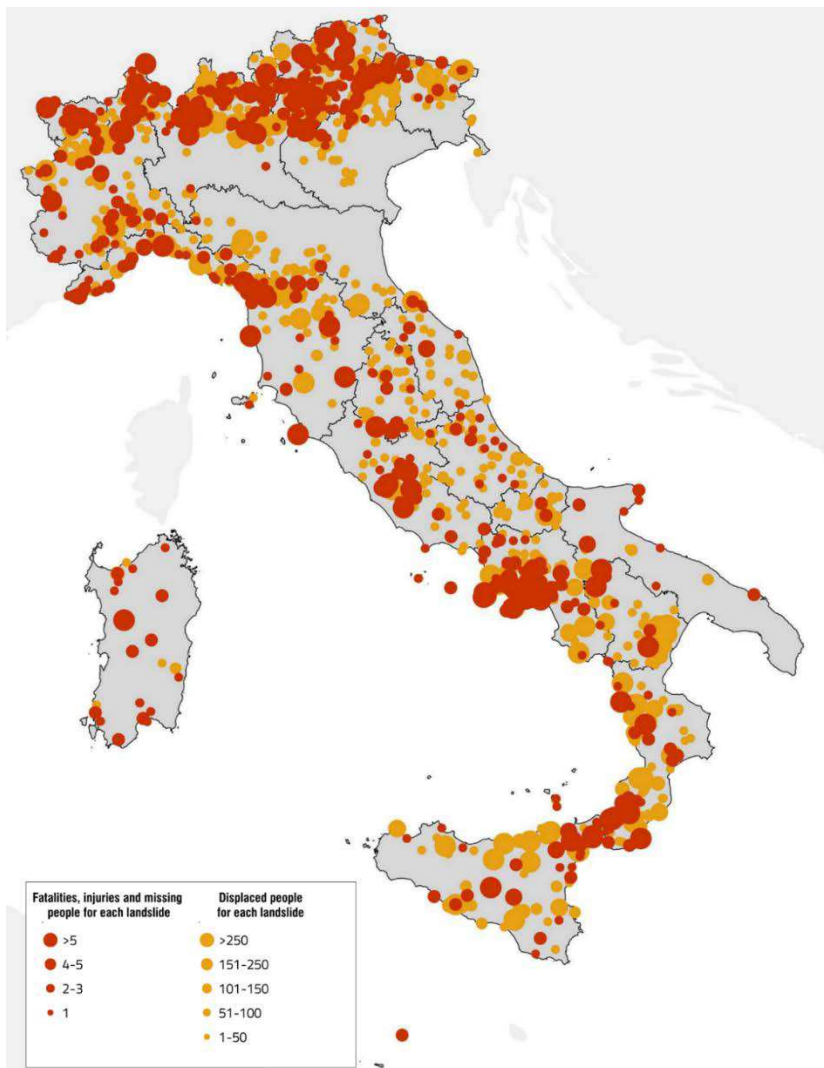 Fatalities, injuries and missing
people for each landslide
>5
4-5
2-3
1
Displaced people
for each landslide
>250
151-250
101-150
51-100
1-50